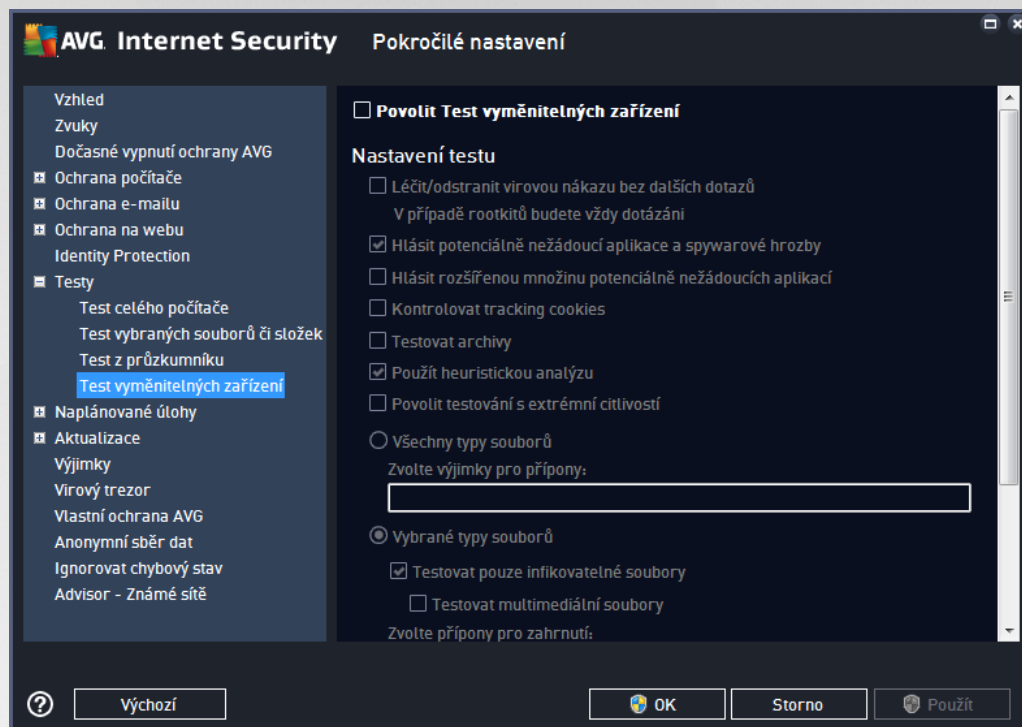 AVG. Internet Security Pokročilé nastavení
Vzhled
Zvuky
Dočasné vypnutí ochrany AVG
Ochrana počítače
Ochrana e-mailu
Ochrana na webu
Identity Protection
Testy
Test celého počítače
Test vybraných souborů či složek
Test z průzkumníku
Test vyměnitelných zařízení
Naplánované úlohy
Aktualizace
Výjimky
Virový trezor
Vlastní ochrana AVG
Anonymní sběr dat
Ignorovat chybový stav
Advisor - Známé sítě
Povolit Test vyměnitelných zařízení
Nastavení testu
Léčit/odstranit virovou nákazu bez dalších dotazů
V případě rootkitů budete vždy dotázáni
Hlásit potenciálně nežádoucí aplikace a spywarové hrozby
Hlásit rozšířenou množinu potenciálně nežádoucích aplikací
Kontrolovat tracking cookies
Testovat archivy
Použít heuristickou analýzu
Povolit testování s extrémní citlivostí
Všechny typy souborů
Zvolte výjimky pro přípony:
Vybrané typy souborů
Testovat pouze infikovatelné soubory
Testovat multimediální soubory
Zvolte přípony pro zahrnutí:
Výchozí
OK
Storno
Použít